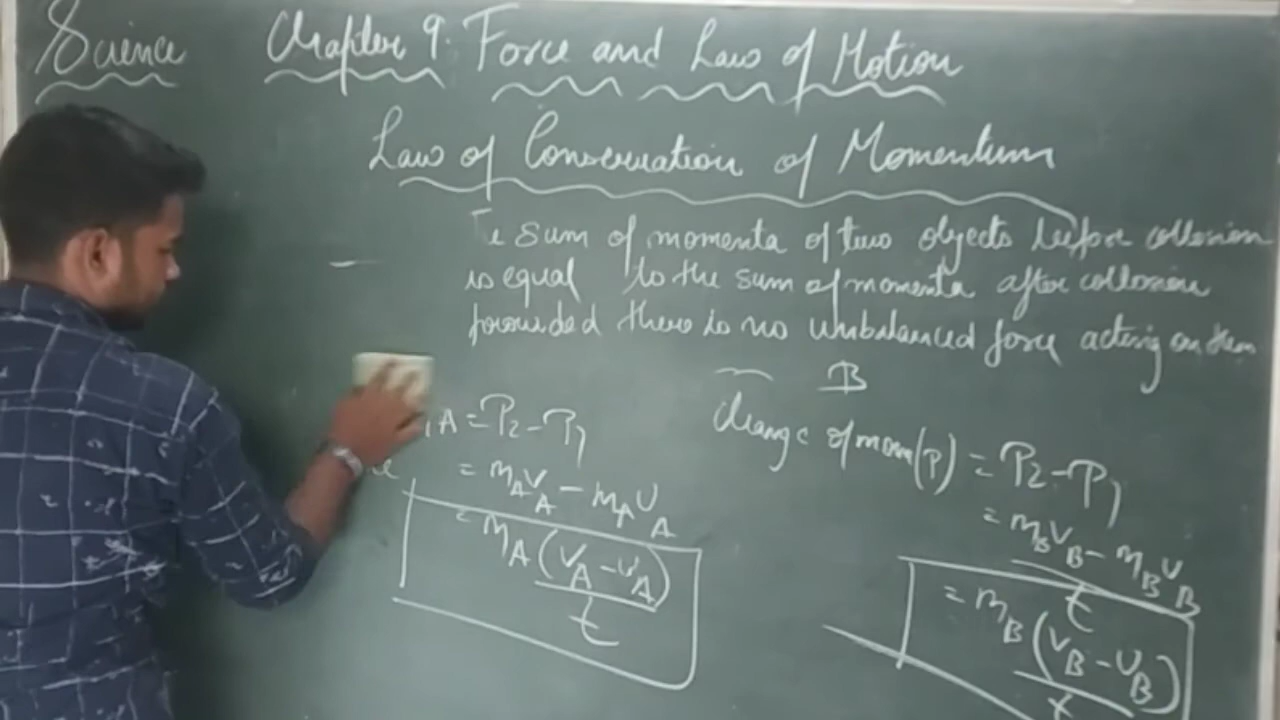 Science Chapter 9. Force and Law of Motion
Law of Conservation of Momentum
sum of momenta of two objects before collision
is equal to the sum of momenta after collision
provided there is no unbalanced force acting on them
B
A = P2 - P1
= mAVA - mAUA
= mA(VA - UA)
t
Change of mom(P) = P2 - P1
= mBVB - mBUB
t
= mB(VB - UB)
t